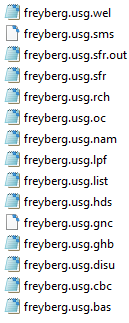 freyberg.usg.wel
freyberg.usg.sms
freyberg.usg.sfr.out
freyberg.usg.sfr
freyberg.usg.rch
freyberg.usg.oc
freyberg.usg.nam
freyberg.usg.lpf
freyberg.usg.list
freyberg.usg.hds
freyberg.usg.gnc
freyberg.usg.ghb
freyberg.usg.disu
freyberg.usg.cbc
freyberg.usg.bas